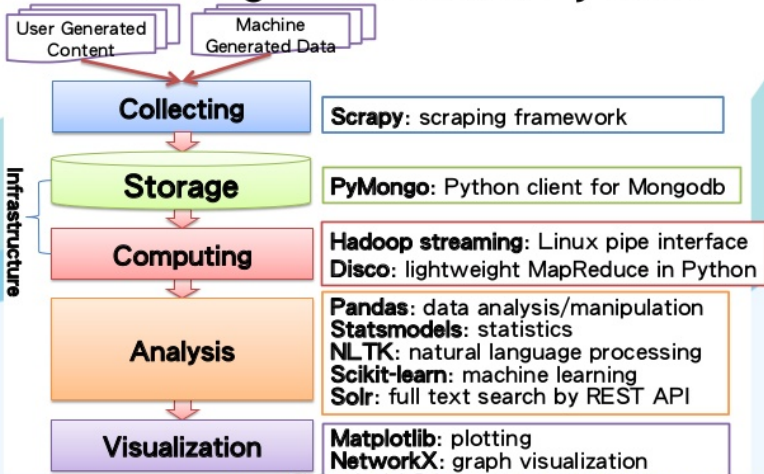 User Generated
Content
Machine
Generated Data
Collecting
Scrapy: scraping framework
Infrastructure
Storage
PyMongo: Python client for Mongodb
Computing
Hadoop streaming: Linux pipe interface
Disco: lightweight MapReduce in Python
Analysis
Pandas: data analysis/manipulation
Statsmodels: statistics
NLTK: natural language processing
Scikit-learn: machine learning
Solr: full text search by REST API
Visualization
Matplotlib: plotting
NetworkX: graph visualization